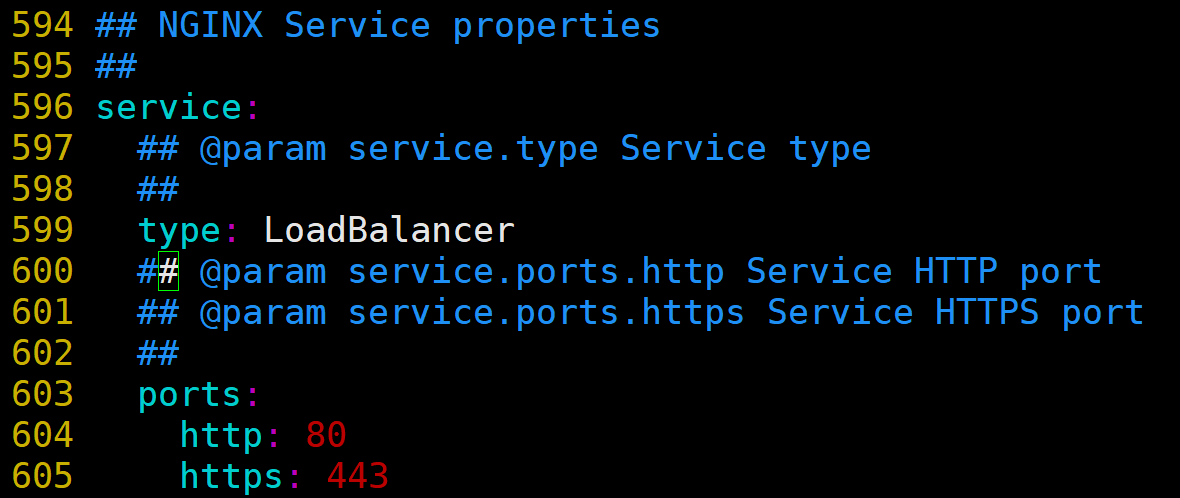 594 ## NGINX Service properties
595 ##
596 service:
597   ## @param service.type Service type
598   ##
599   type: LoadBalancer
600   ## @param service.ports.http Service HTTP port
601   ## @param service.ports.https Service HTTPS port
602   ##
603   ports:
604     http: 80
605     https: 443